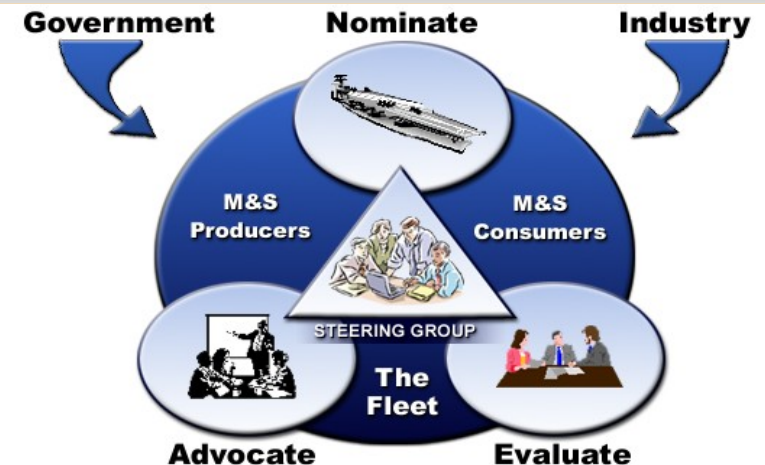 Government
Nominate
Industry
M&S
Producers
M&S
Consumers
STEERING GROUP
The
Fleet
Advocate
Evaluate